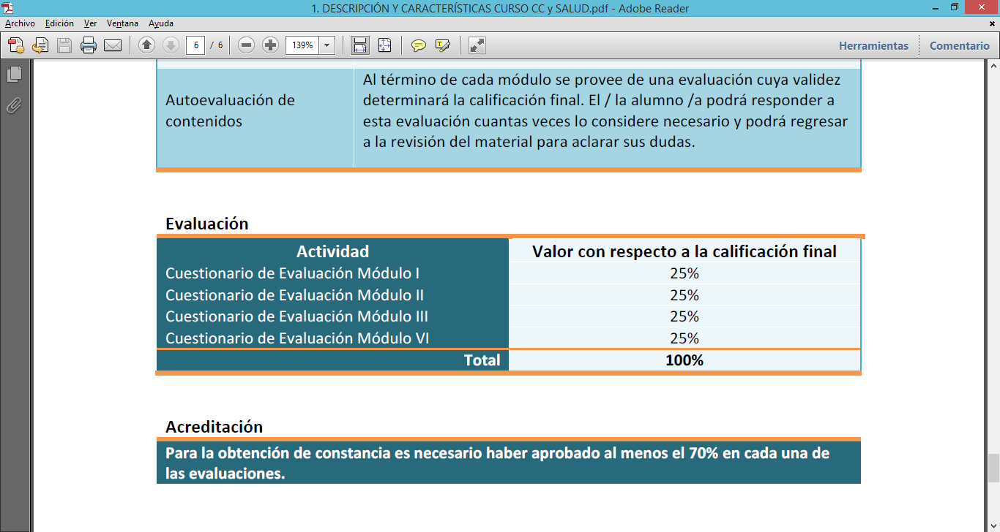 1. DESCRIPCIÓN Y CARACTERÍSTICAS CURSO CC y SALUD.pdf - Adobe Reader
Archivo Edición Ver Ventana Ayuda
6 / 6 139% Herramientas Comentario
Autoevaluación de
contenidos
Al término de cada módulo se provee de una evaluación cuya validez
determinará la calificación final. El / la alumno /a podrá responder a
esta evaluación cuantas veces lo considere necesario y podrá regresar
a la revisión del material para aclarar sus dudas.
Evaluación
Actividad Valor con respecto a la calificación final
Cuestionario de Evaluación Módulo I 25%
Cuestionario de Evaluación Módulo II 25%
Cuestionario de Evaluación Módulo III 25%
Cuestionario de Evaluación Módulo VI 25%
Total 100%
Acreditación
Para la obtención de constancia es necesario haber aprobado al menos el 70% en cada una de
las evaluaciones.